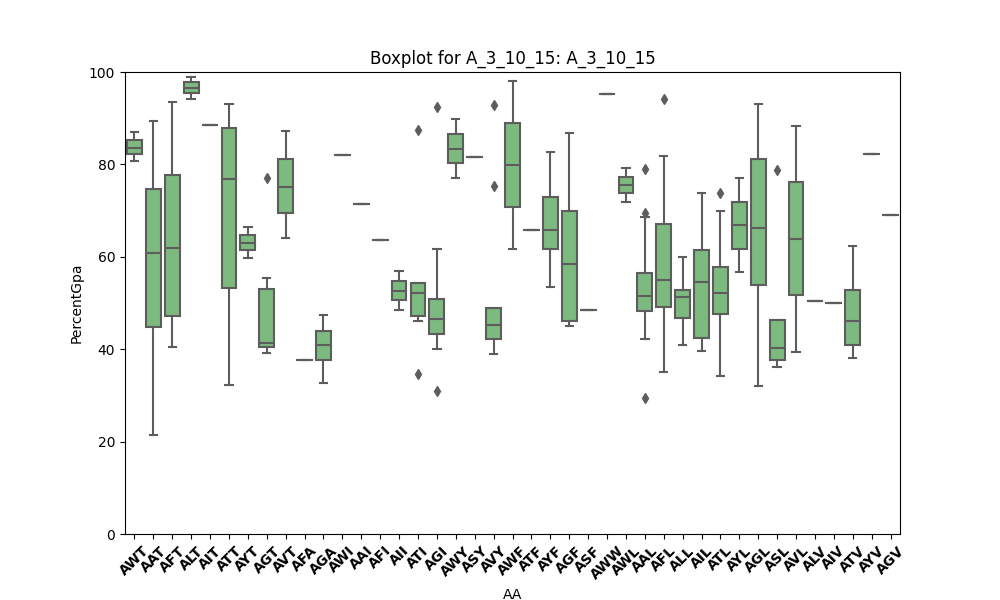 Boxplot for A_3_10_15: A_3_10_15
100
80
60
40
20
0
PercentGpa
AWT AAT AFT ALT AIT ATT AYT AGT AVT AFA AGA AWI AAI AFI AII ATI AGI AWY ASY AVY AWF ATF AYF AGF ASF AWW AWL AAL AFL ALL AIL ATL AYL AGL ASL AVL ALV AIV ATV AYV AGV
AA